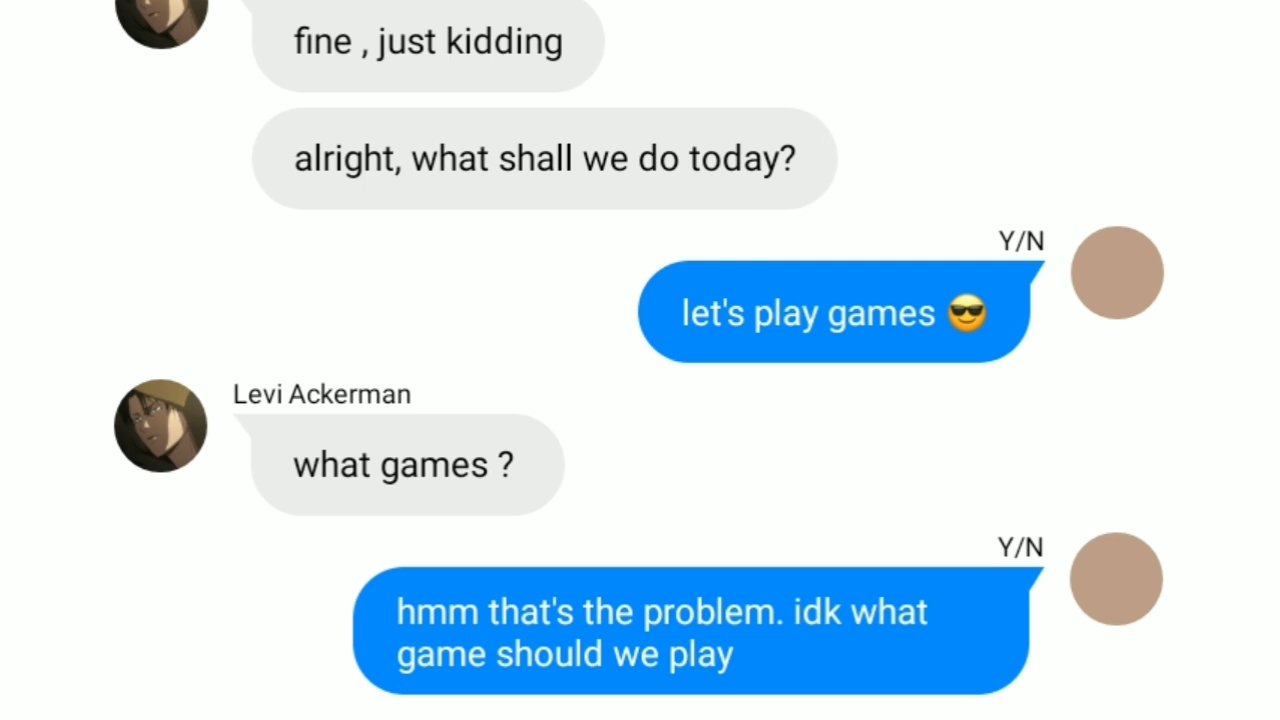 fine , just kidding
alright, what shall we do today?
Y/N
let's play games 😎
Levi Ackerman
what games ?
Y/N
hmm that's the problem. idk what
game should we play